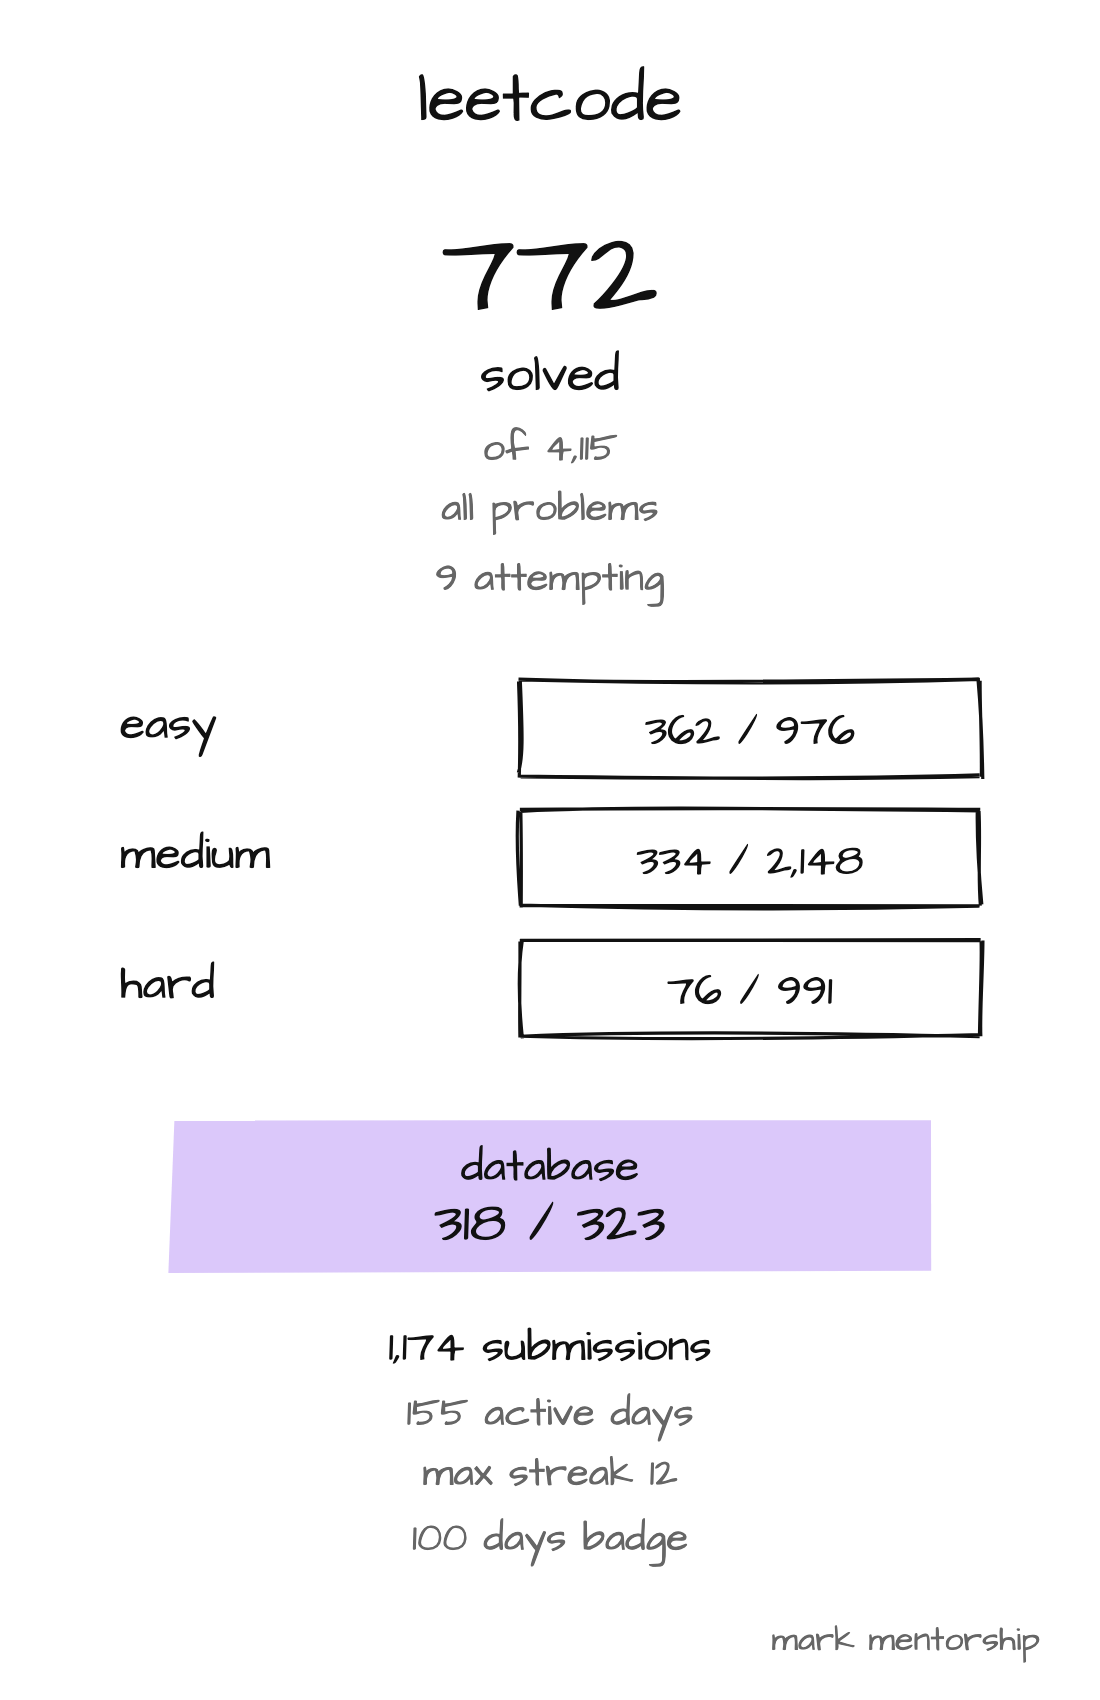 leetcode
772
solved
of 4,115
all problems
9 attempting
easy
362 / 976
medium
334 / 2,148
hard
76 / 991
database
318 / 323
1,174 submissions
155 active days
max streak 12
100 days badge
mark mentorship